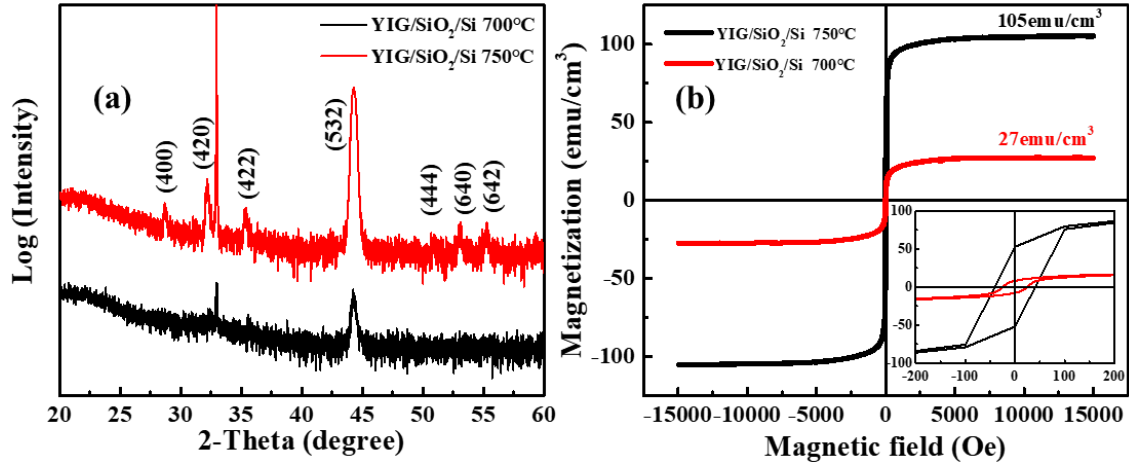 YIG/SiO₂/Si 700°C
YIG/SiO₂/Si 750°C
(a)
(400)
(420)
(422)
(532)
(444)
(640)
(642)
Log (Intensity)
20 25 30 35 40 45 50 55 60
2-Theta (degree)
105emu/cm³
YIG/SiO₂/Si 750°C
YIG/SiO₂/Si 700°C
(b)
27emu/cm³
Magnetization (emu/cm³)
100
50
0
-50
-100
100
50
0
-50
-100
-200 -100 0 100 200
-15000 -10000 -5000 0 5000 10000 15000
Magnetic field (Oe)